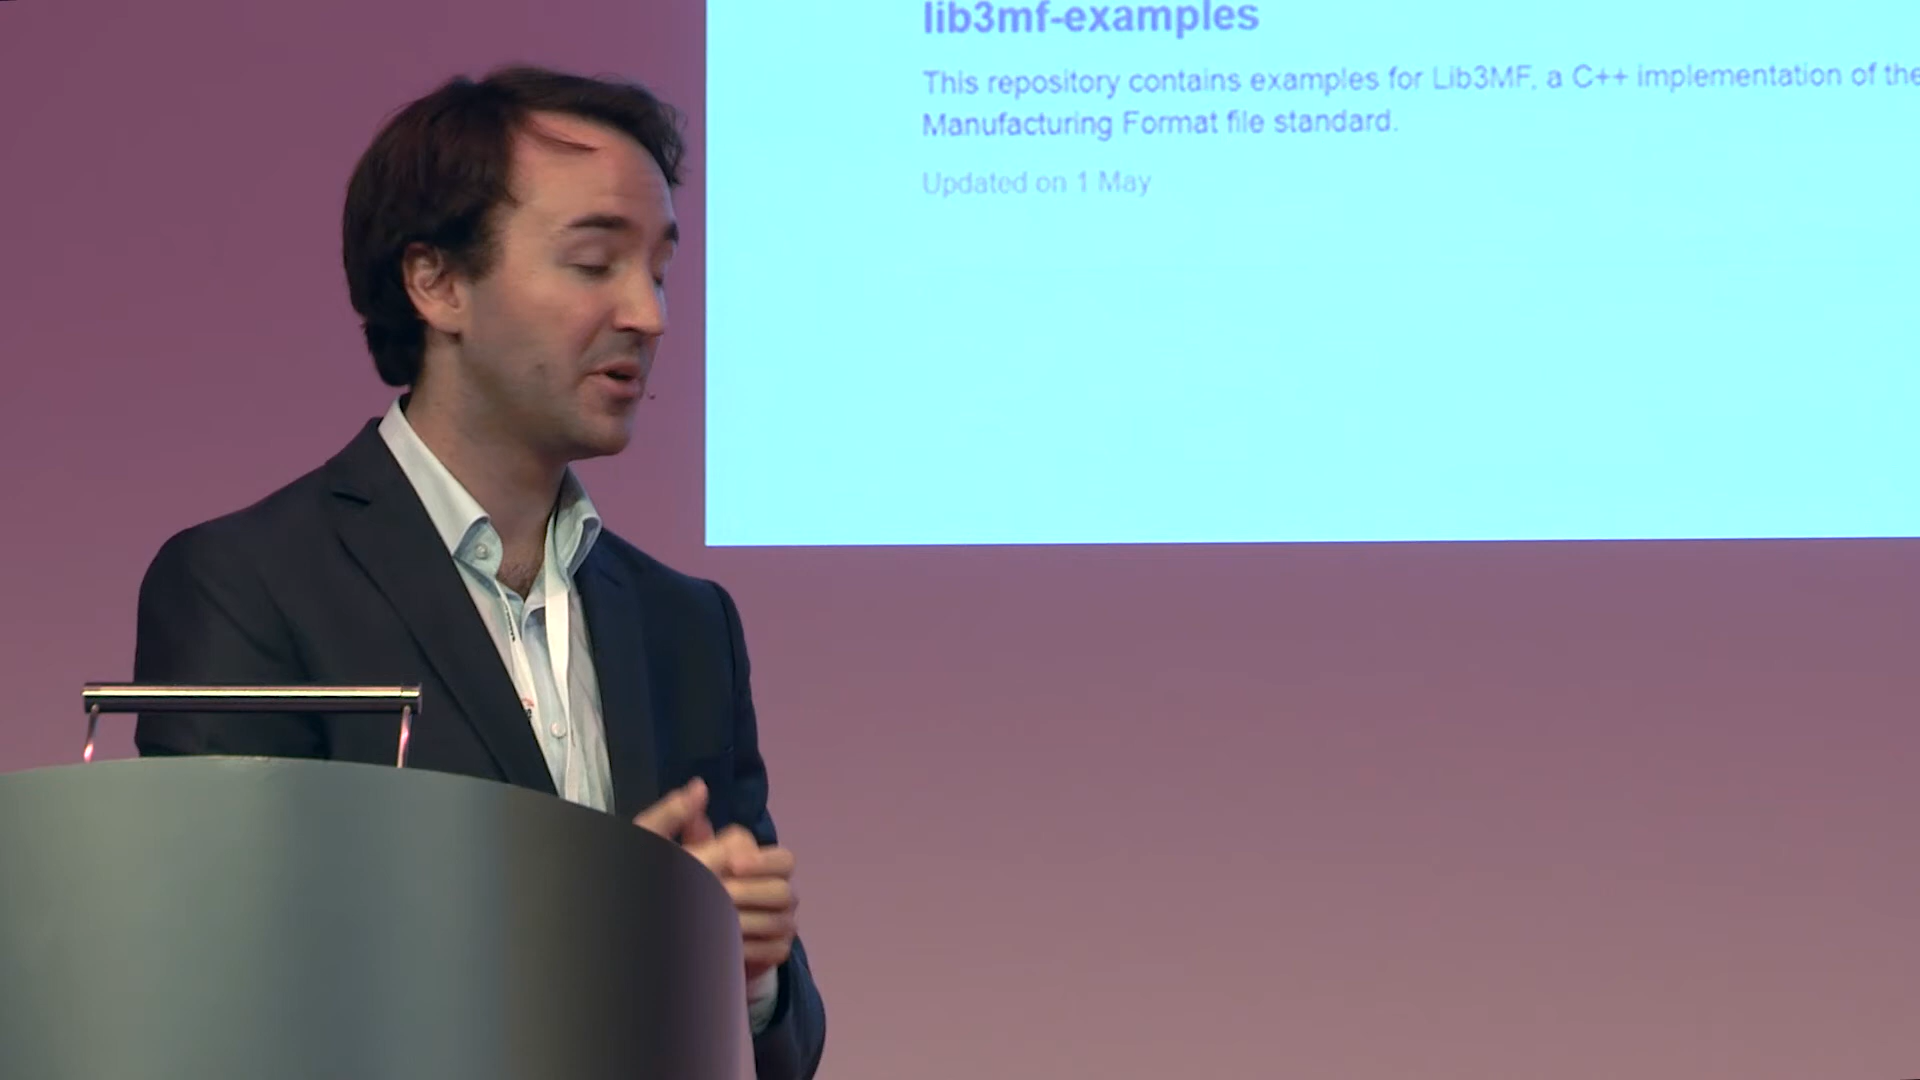 lib3mf-examples
This repository contains examples for Lib3MF, a C++ implementation of the
Manufacturing Format file standard.
Updated on 1 May